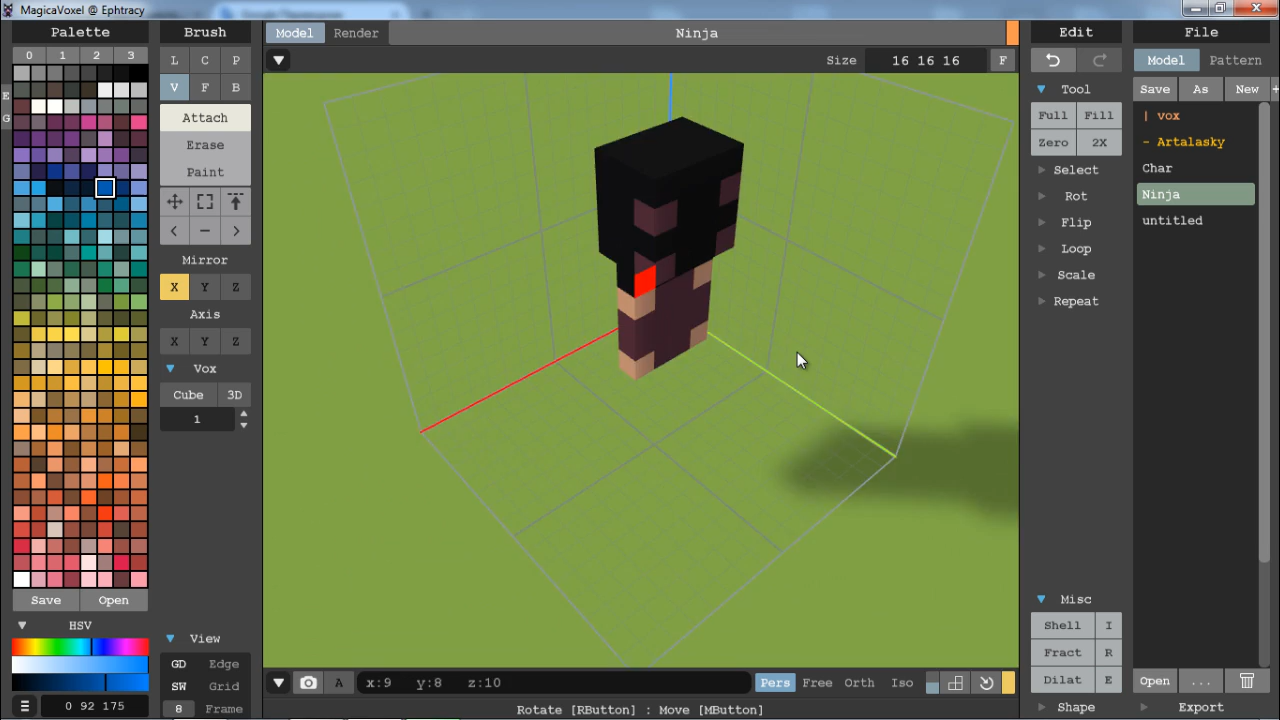 MagicaVoxel @ Ephtracy
Palette
0 1 2 3
E
G
Save Open
HSV
0 92 175
Brush
L C P
V F B
Attach
Erase
Paint
Mirror
X Y Z
Axis
X Y Z
Vox
Cube 3D
1
View
GD Edge
SW Grid
8 Frame
Model Render Ninja
Size 16 16 16 F
A x:9 y:8 z:10 Pers Free Orth Iso
Rotate [RButton] : Move [MButton]
Edit
Tool
Full Fill
Zero 2X
Select
Rot
Flip
Loop
Scale
Repeat
Misc
Shell I
Fract R
Dilat E
Shape
File
Model Pattern
Save As New +
| vox
- Artalasky
Char
Ninja
untitled
Open ...
Export